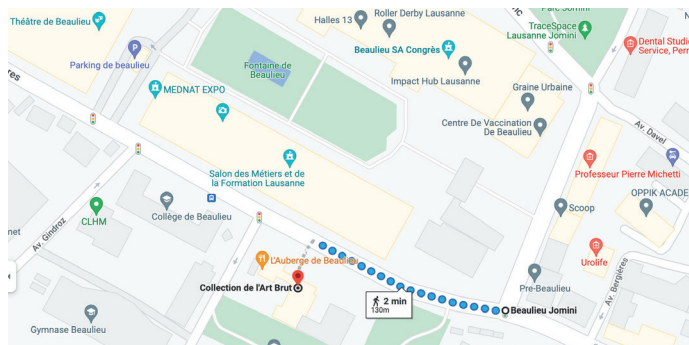 Théâtre de Beaulieu
Halles 13
Roller Derby Lausanne
Parc Jomini
TraceSpace
Lausanne Jomini
Parking de beaulieu
Beaulieu SA Congrès
Dental Studio
Service, Perr
Fontaine de
Beaulieu
Impact Hub Lausanne
MEDNAT EXPO
Graine Urbaine
Centre De Vaccination
De Beaulieu
Av. Davel
Salon des Métiers et de
la Formation Lausanne
Professeur Pierre Michetti
OPPIK ACADE
CLHM
Collège de Beaulieu
Scoop
Av. Gindroz
net
L'Auberge de Beaulieu
Urolife
Collection de l'Art Brut
Pre-Beaulieu
Av. Bergières
2 min
130m
Beaulieu Jomini
Gymnase Beaulieu